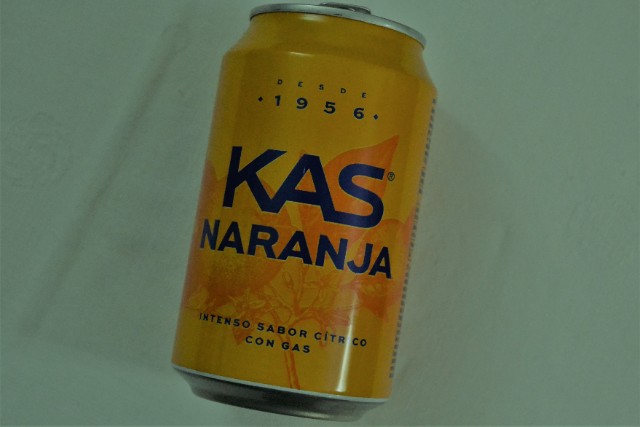 DESDE
• 1956 •
KAS®
NARANJA
INTENSO SABOR CÍTRICO
CON GAS